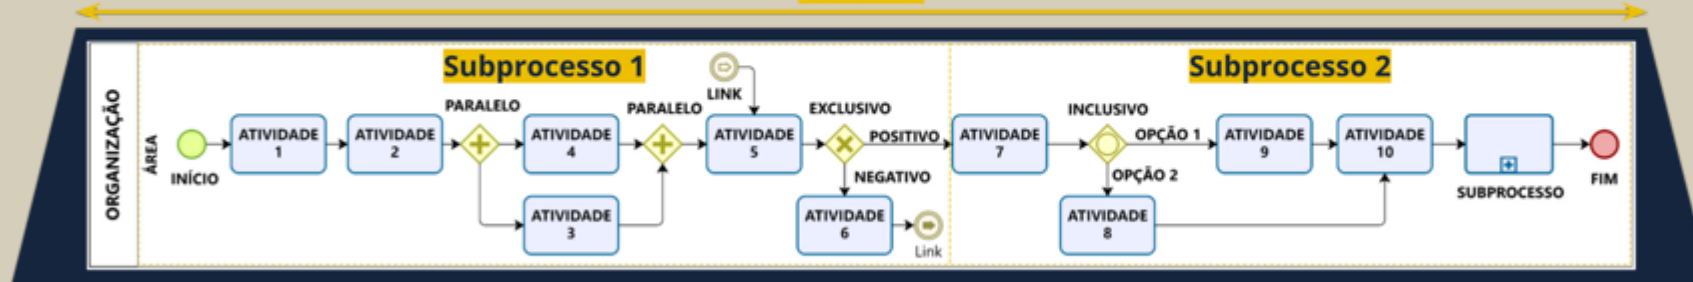 Subprocesso 1
Subprocesso 2
ORGANIZAÇÃO
ÁREA
INÍCIO
ATIVIDADE
1
ATIVIDADE
2
PARALELO
ATIVIDADE
4
ATIVIDADE
3
PARALELO
LINK
ATIVIDADE
5
EXCLUSIVO
POSITIVO
NEGATIVO
ATIVIDADE
6
Link
ATIVIDADE
7
INCLUSIVO
OPÇÃO 1
OPÇÃO 2
ATIVIDADE
8
ATIVIDADE
9
ATIVIDADE
10
SUBPROCESSO
FIM